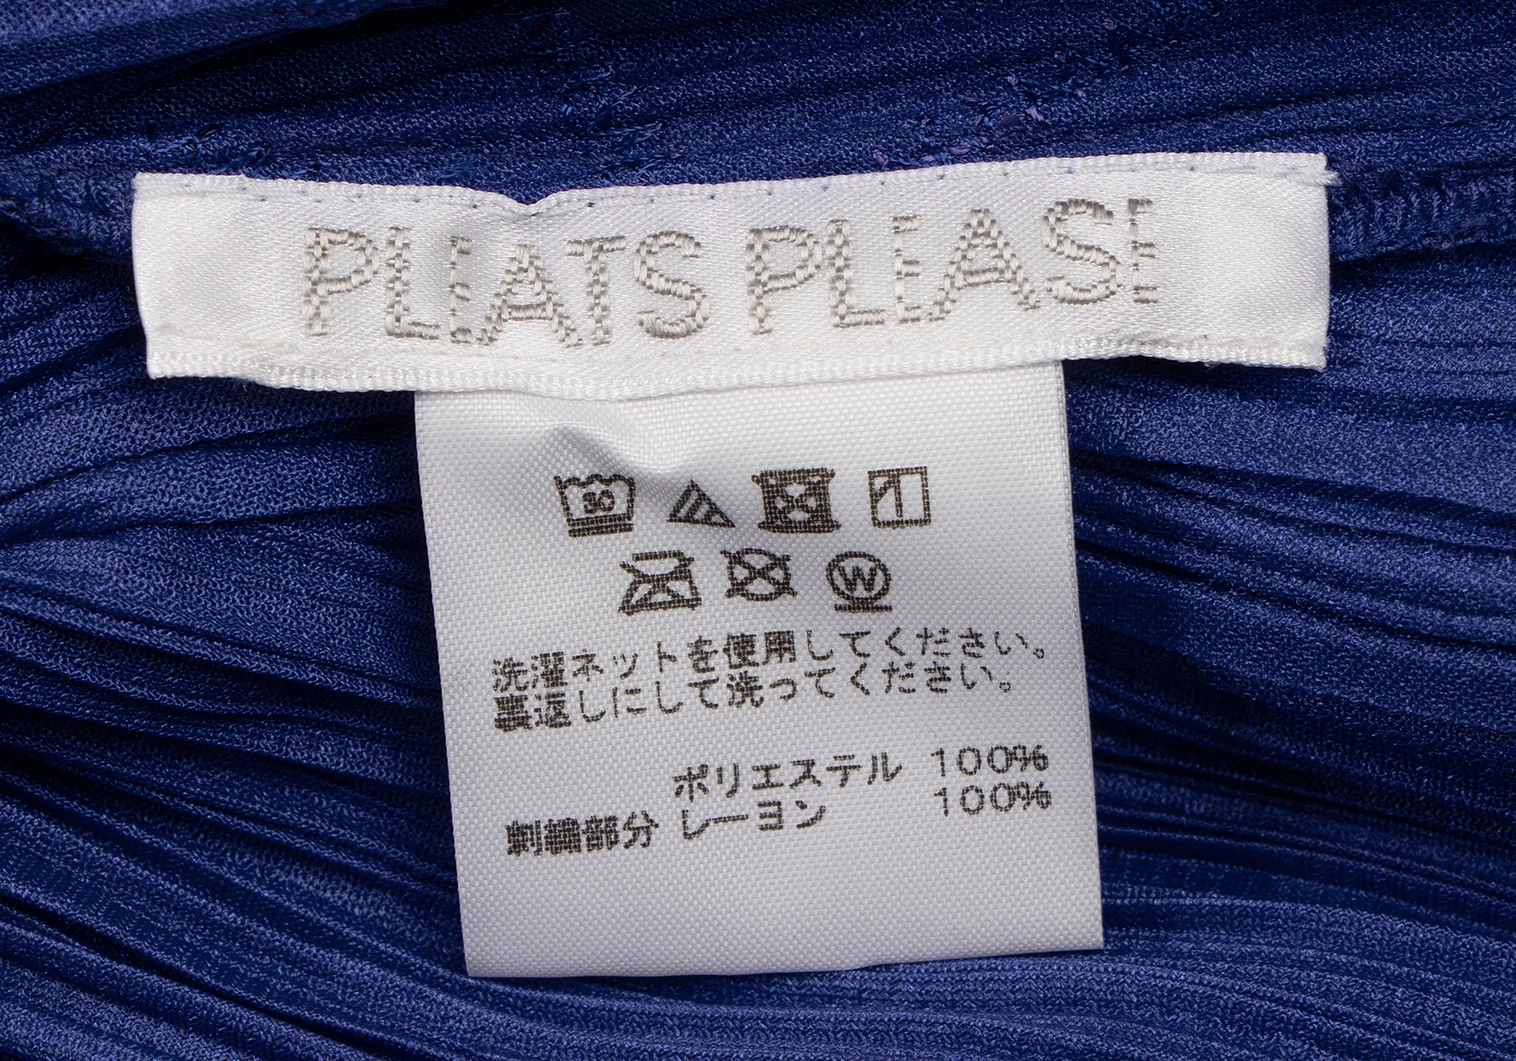 PLEATS PLEASE
30
W
洗濯ネットを使用してください。
裏返しにして洗ってください。
ポリエステル 100%
刺繍部分 レーヨン 100%